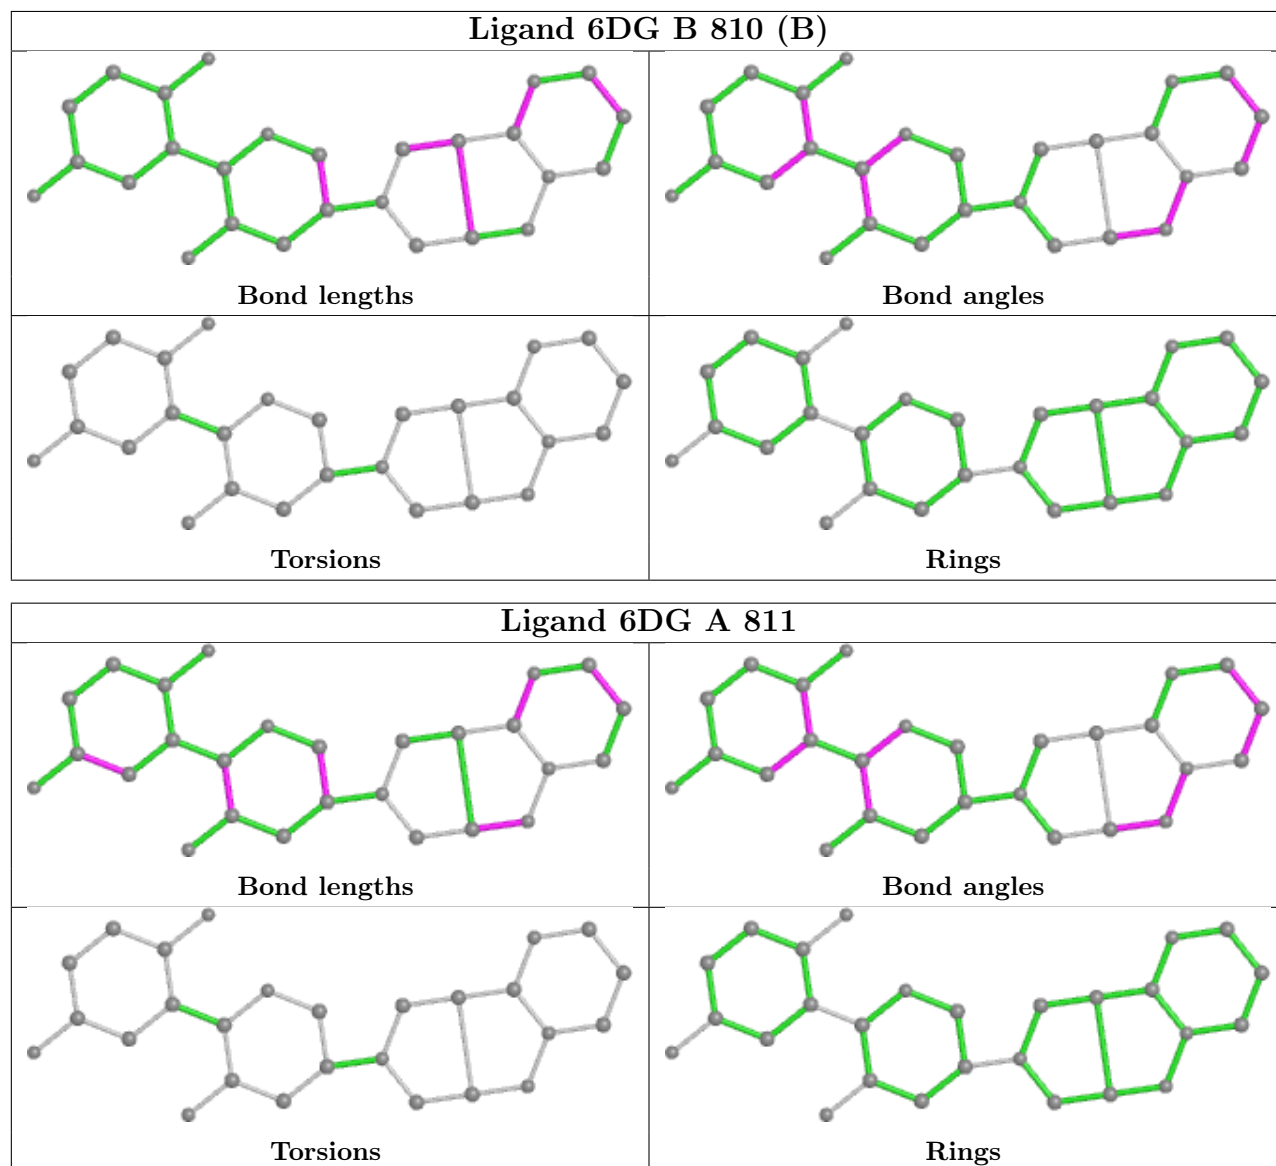 Ligand 6DG B 810 (B)
Bond lengths
Bond angles
Torsions
Rings
Ligand 6DG A 811
Bond lengths
Bond angles
Torsions
Rings